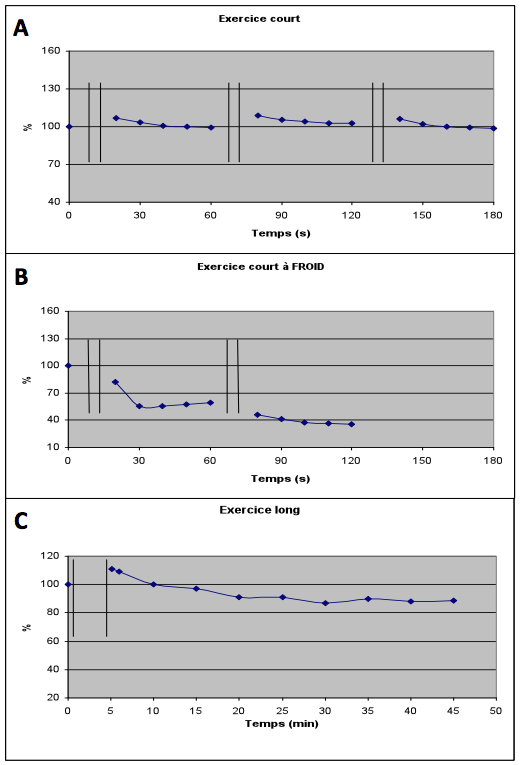 A
Exercice court
160
130
100
70
40
%
0 30 60 90 120 150 180
Temps (s)
B
Exercice court à FROID
160
130
100
70
40
10
%
0 30 60 90 120 150 180
Temps (s)
C
Exercice long
120
100
80
60
40
20
%
0 5 10 15 20 25 30 35 40 45 50
Temps (min)